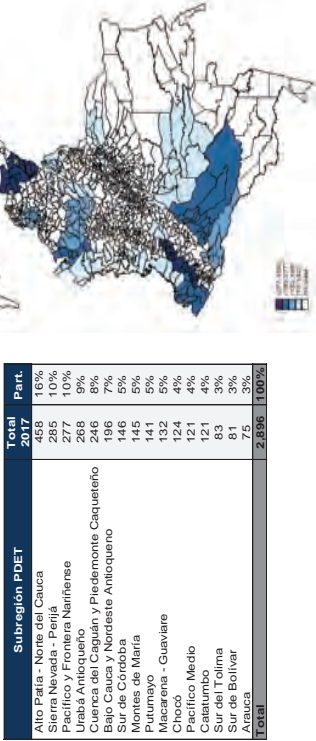 Subregión PDET Total 2017 Part.
Alto Patía - Norte del Cauca 458 16%
Sierra Nevada - Perijá 285 10%
Pacífico y Frontera Nariñense 277 10%
Urabá Antioqueño 268 9%
Cuenca del Caguán y Piedemonte Caqueteño 246 8%
Bajo Cauca y Nordeste Antioqueno 196 7%
Sur de Córdoba 146 5%
Montes de María 145 5%
Putumayo 141 5%
Macarena - Guaviare 132 5%
Chocó 124 4%
Pacífico Medio 121 4%
Catatumbo 121 4%
Sur del Tolima 83 3%
Sur de Bolívar 81 3%
Arauca 75 3%
Total 2,896 100%